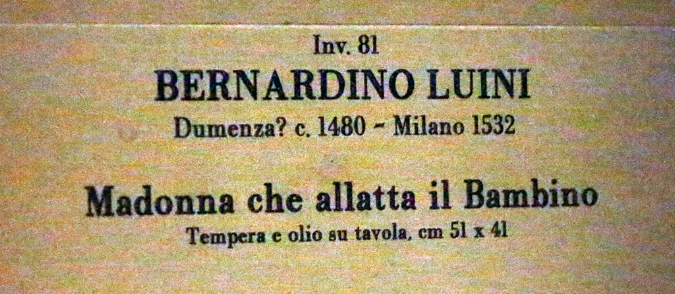 Inv. 81
BERNARDINO LUINI
Dumenza? c. 1480 - Milano 1532
Madonna che allatta il Bambino
Tempera e olio su tavola, cm 51 x 41